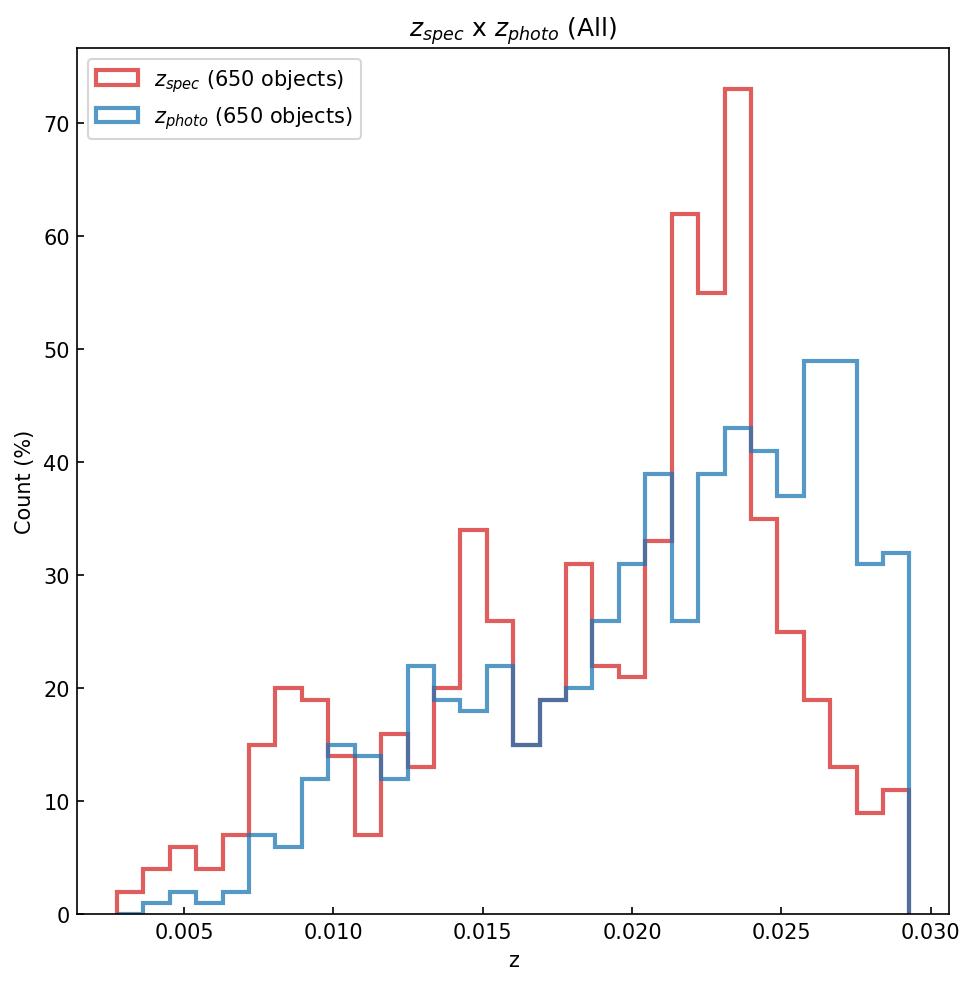 z_spec x z_photo (All)
z_spec (650 objects)
z_photo (650 objects)
Count (%)
70
60
50
40
30
20
10
0
0.005 0.010 0.015 0.020 0.025 0.030
z